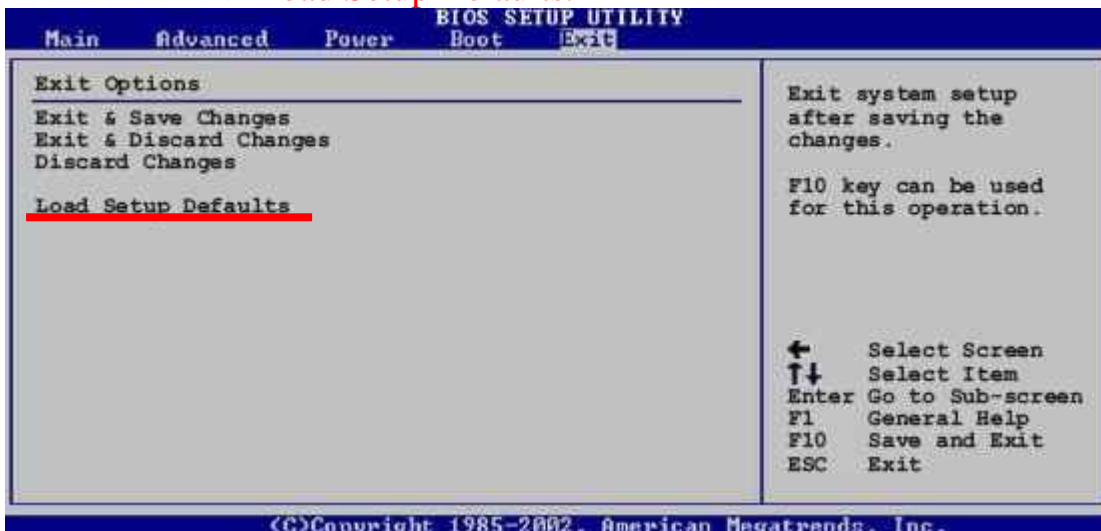 BIOS SETUP UTILITY
Main Advanced Power Boot Exit
Exit Options
Exit & Save Changes
Exit & Discard Changes
Discard Changes
Load Setup Defaults
Exit system setup
after saving the
changes.
F10 key can be used
for this operation.
← Select Screen
↑↓ Select Item
Enter Go to Sub-screen
F1 General Help
F10 Save and Exit
ESC Exit
(C)Copyright 1985-2002, American Megatrends, Inc.